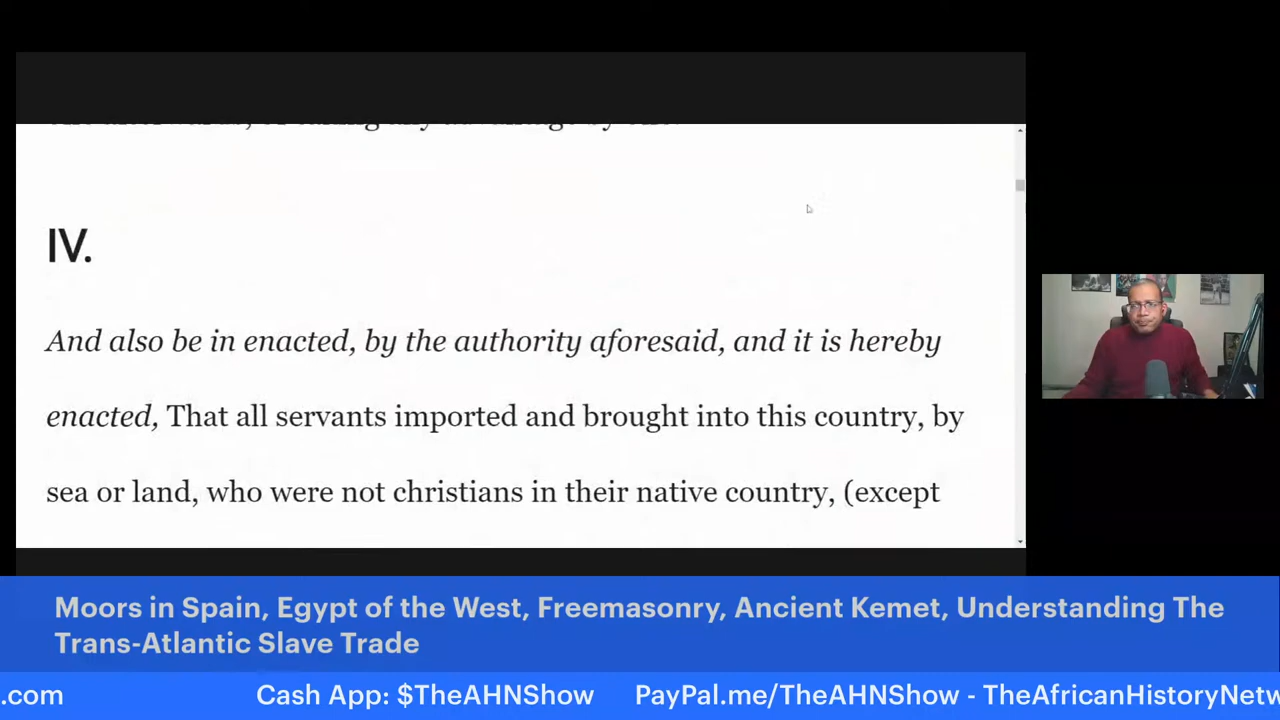 IV.
And also be in enacted, by the authority aforesaid, and it is hereby
enacted, That all servants imported and brought into this country, by
sea or land, who were not christians in their native country, (except
Moors in Spain, Egypt of the West, Freemasonry, Ancient Kemet, Understanding The
Trans-Atlantic Slave Trade
.com Cash App: $TheAHNShow PayPal.me/TheAHNShow - TheAfricanHistoryNetw